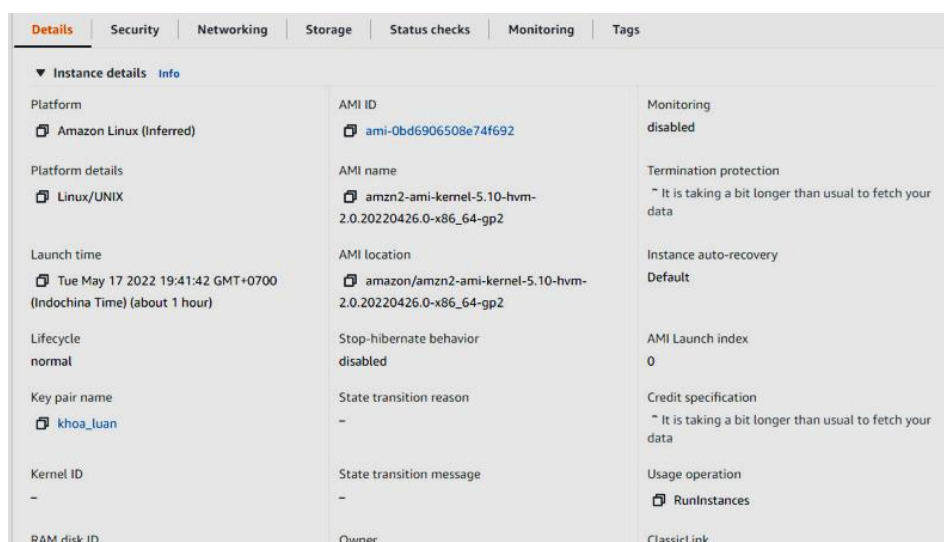 Details Security Networking Storage Status checks Monitoring Tags
▼ Instance details Info
Platform
Amazon Linux (Inferred)
AMI ID
ami-0bd6906508e74f692
Monitoring
disabled
Platform details
Linux/UNIX
AMI name
amzn2-ami-kernel-5.10-hvm-
2.0.20220426.0-x86_64-gp2
Termination protection
It is taking a bit longer than usual to fetch your
data
Launch time
Tue May 17 2022 19:41:42 GMT+0700
(Indochina Time) (about 1 hour)
AMI location
amazon/amzn2-ami-kernel-5.10-hvm-
2.0.20220426.0-x86_64-gp2
Instance auto-recovery
Default
Lifecycle
normal
Stop-hibernate behavior
disabled
AMI Launch index
0
Key pair name
khoa_luan
State transition reason
–
Credit specification
It is taking a bit longer than usual to fetch your
data
Kernel ID
–
State transition message
–
Usage operation
RunInstances
RAM disk ID
Owner
ClassicLink